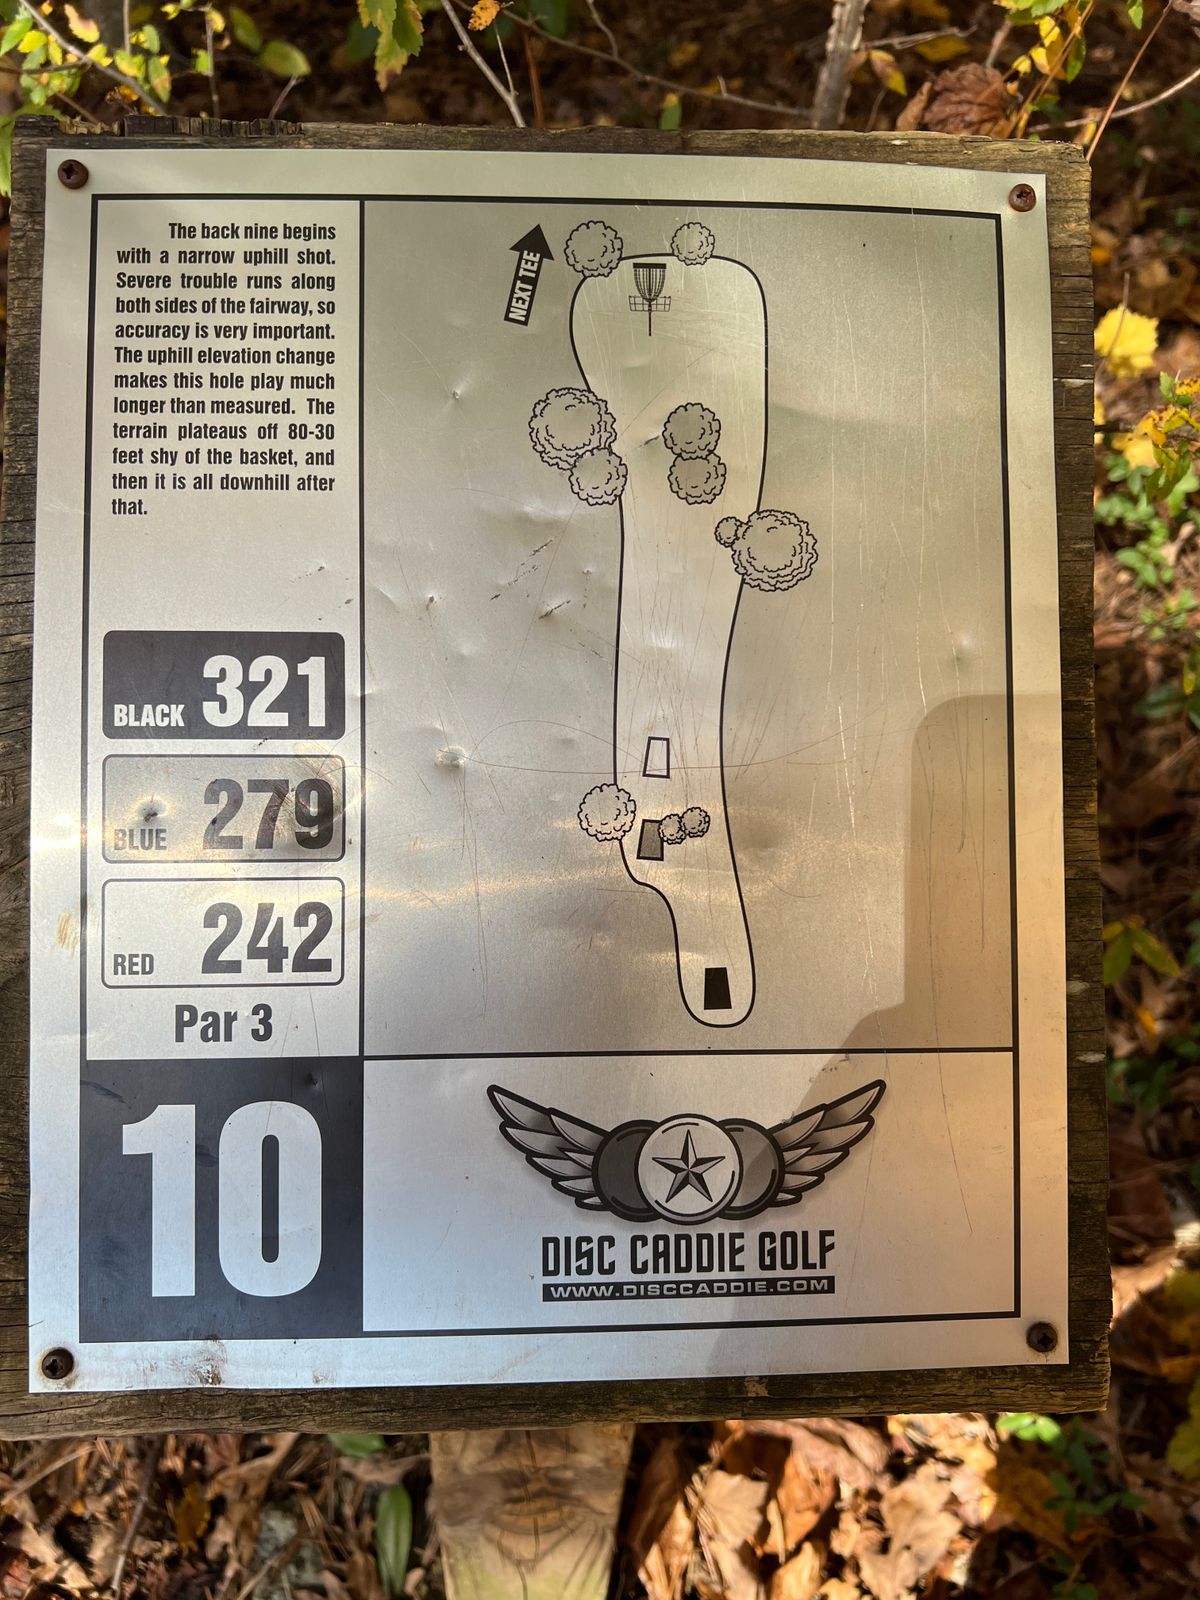 The back nine begins
with a narrow uphill shot.
Severe trouble runs along
both sides of the fairway, so
accuracy is very important.
The uphill elevation change
makes this hole play much
longer than measured. The
terrain plateaus off 80-30
feet shy of the basket, and
then it is all downhill after
that.
NEXT TEE
BLACK 321
BLUE 279
RED 242
Par 3
10
DISC CADDIE GOLF
WWW.DISCCADDIE.COM